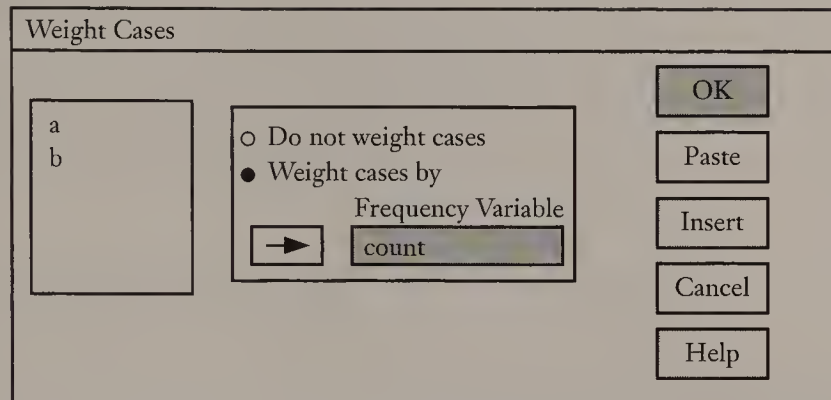 Weight Cases
a
b
Do not weight cases
Weight cases by
Frequency Variable
count
OK
Paste
Insert
Cancel
Help